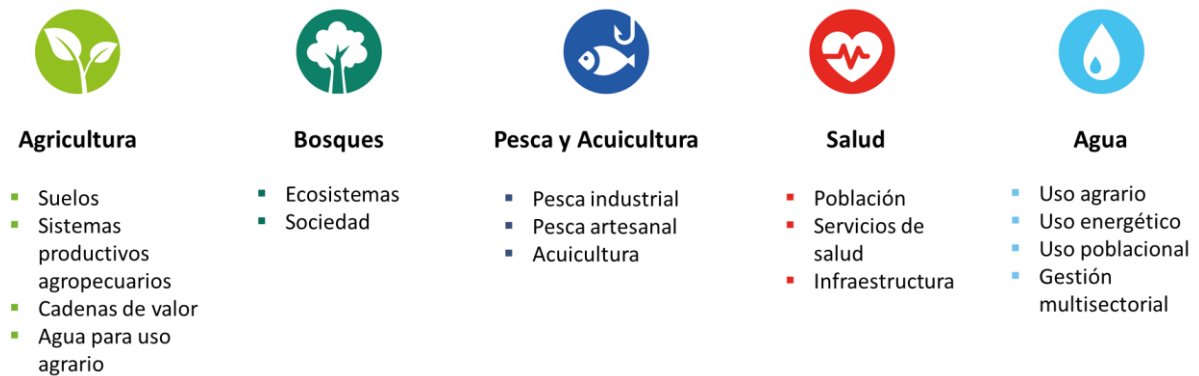 Agricultura
Suelos
Sistemas
productivos
agropecuarios
Cadenas de valor
Agua para uso
agrario
Bosques
Ecosistemas
Sociedad
Pesca y Acuicultura
Pesca industrial
Pesca artesanal
Acuicultura
Salud
Población
Servicios de
salud
Infraestructura
Agua
Uso agrario
Uso energético
Uso poblacional
Gestión
multisectorial